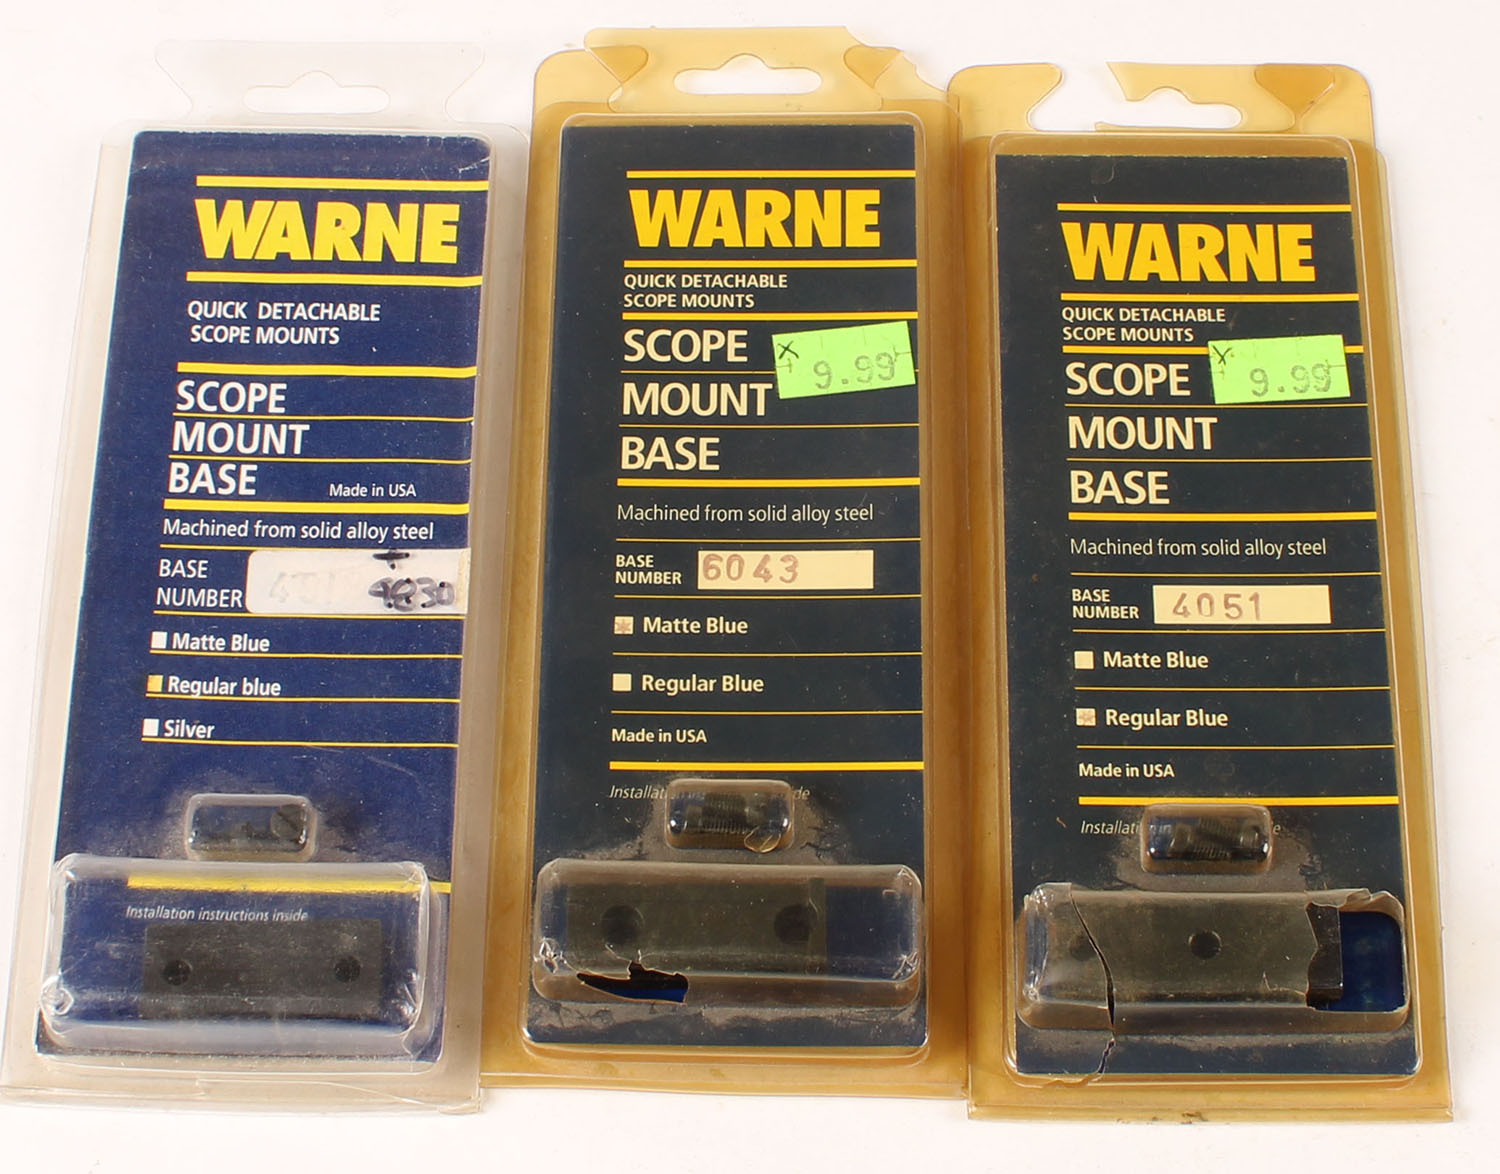 WARNE
QUICK DETACHABLE
SCOPE MOUNTS
SCOPE
MOUNT
BASE
Made in USA
Machined from solid alloy steel
BASE
NUMBER
Matte Blue
Regular blue
Silver
Installation instructions inside
WARNE
QUICK DETACHABLE
SCOPE MOUNTS
SCOPE
x 9.99
MOUNT
BASE
Machined from solid alloy steel
BASE
NUMBER 6043
Matte Blue
Regular Blue
Made in USA
WARNE
QUICK DETACHABLE
SCOPE MOUNTS
SCOPE
x 9.99
MOUNT
BASE
Machined from solid alloy steel
BASE
NUMBER 4051
Matte Blue
Regular Blue
Made in USA